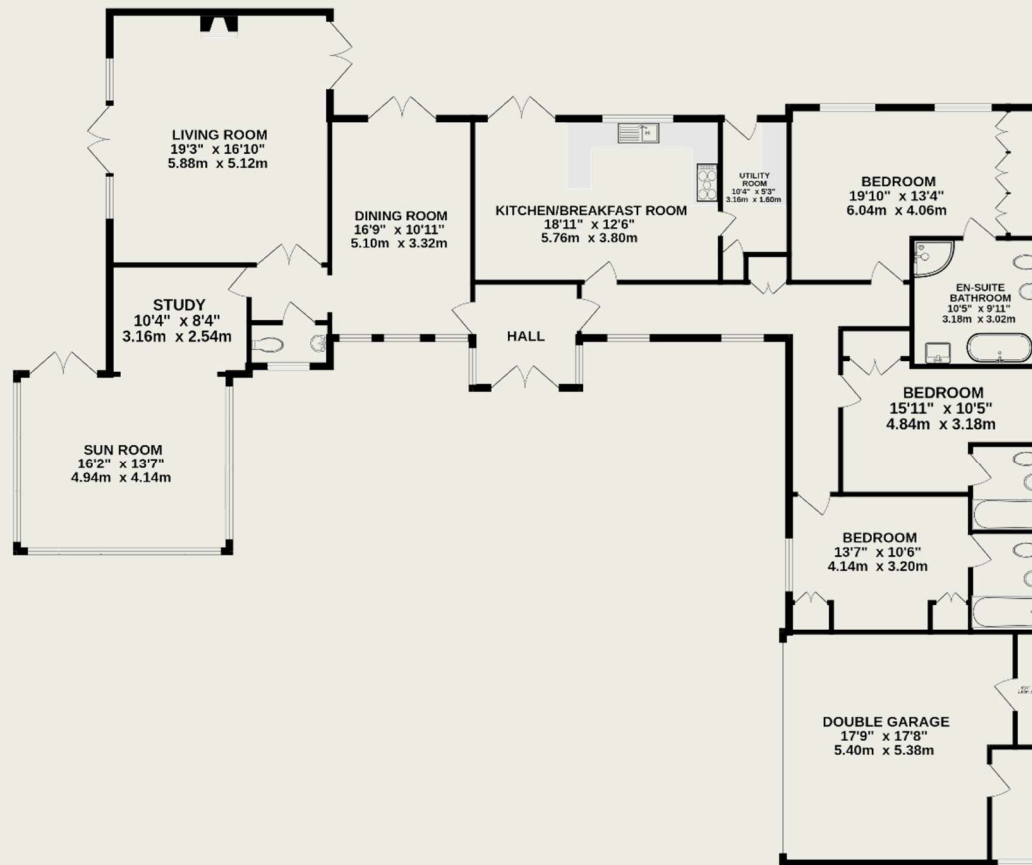 LIVING ROOM
19'3" x 16'10"
5.88m x 5.12m
DINING ROOM
16'9" x 10'11"
5.10m x 3.32m
KITCHEN/BREAKFAST ROOM
18'11" x 12'6"
5.76m x 3.80m
UTILITY
ROOM
10'4" x 5'3"
3.16m x 1.60m
BEDROOM
19'10" x 13'4"
6.04m x 4.06m
STUDY
10'4" x 8'4"
3.16m x 2.54m
HALL
EN-SUITE
BATHROOM
10'5" x 9'11"
3.18m x 3.02m
BEDROOM
15'11" x 10'5"
4.84m x 3.18m
SUN ROOM
16'2" x 13'7"
4.94m x 4.14m
BEDROOM
13'7" x 10'6"
4.14m x 3.20m
DOUBLE GARAGE
17'9" x 17'8"
5.40m x 5.38m